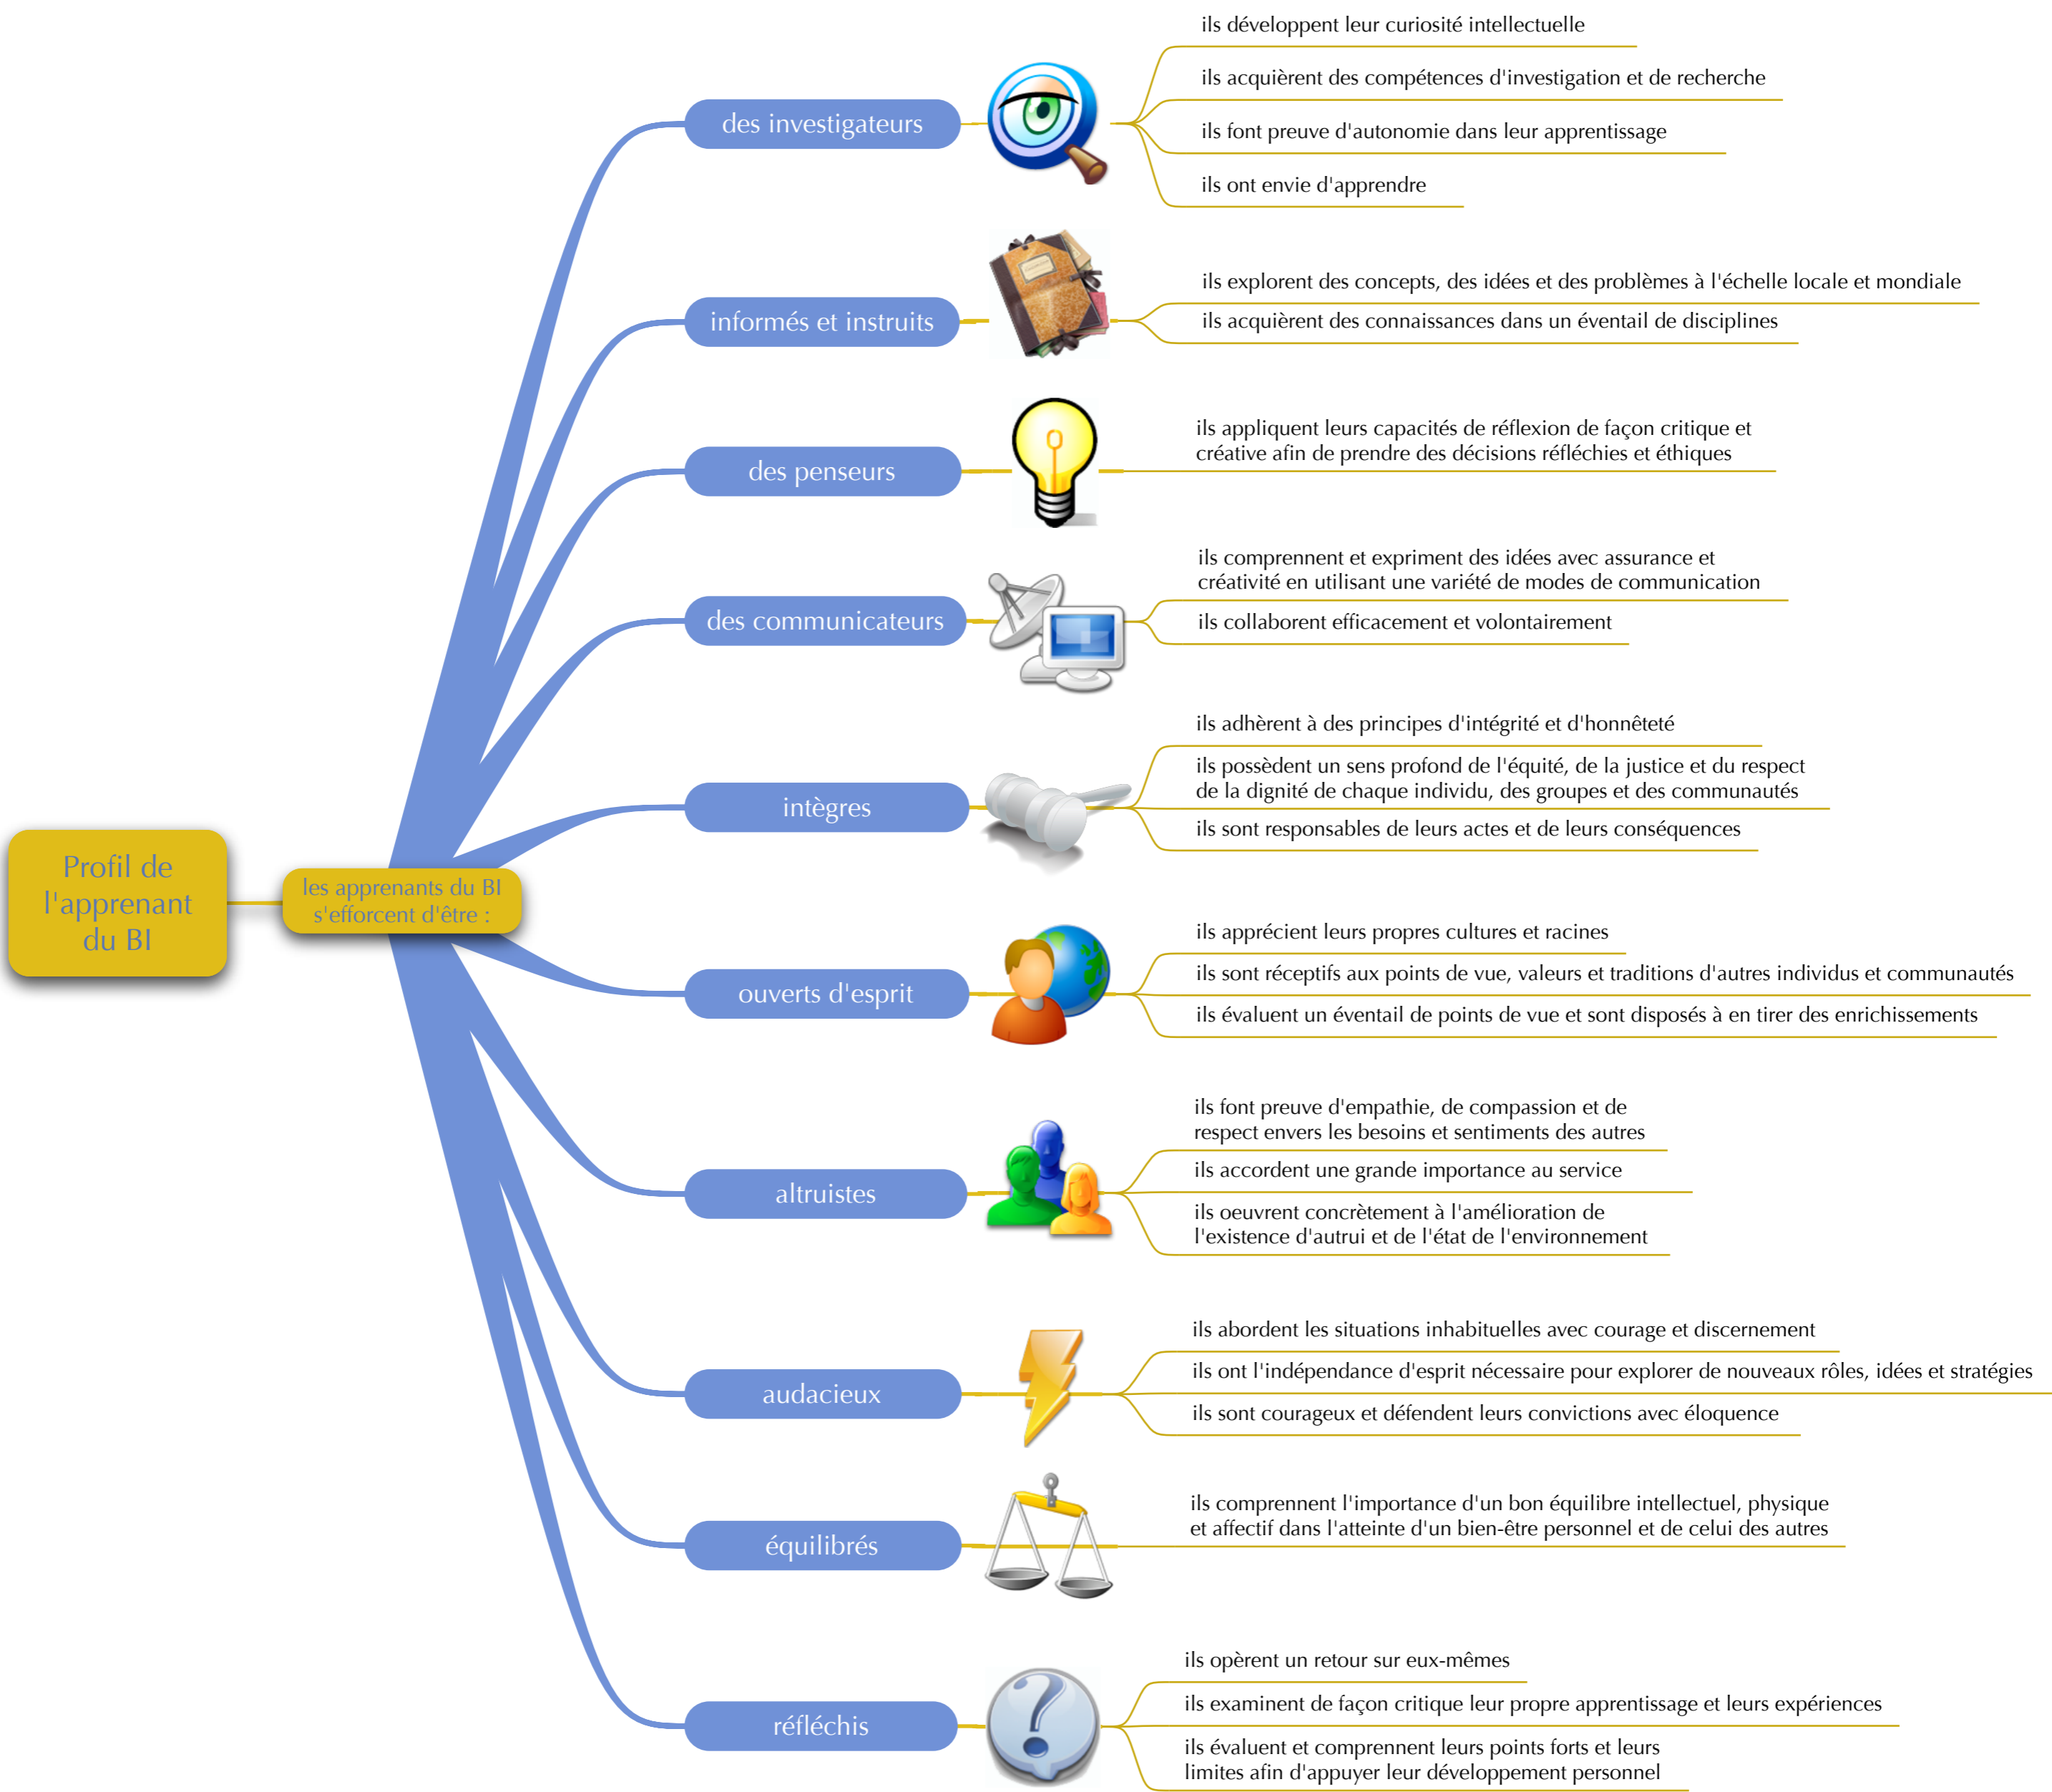 Profil de
l'apprenant
du BI
les apprenants du BI
s'efforcent d'être :
des investigateurs
ils développent leur curiosité intellectuelle
ils acquièrent des compétences d'investigation et de recherche
ils font preuve d'autonomie dans leur apprentissage
ils ont envie d'apprendre
informés et instruits
ils explorent des concepts, des idées et des problèmes à l'échelle locale et mondiale
ils acquièrent des connaissances dans un éventail de disciplines
des penseurs
ils appliquent leurs capacités de réflexion de façon critique et
créative afin de prendre des décisions réfléchies et éthiques
des communicateurs
ils comprennent et expriment des idées avec assurance et
créativité en utilisant une variété de modes de communication
ils collaborent efficacement et volontairement
intègres
ils adhèrent à des principes d'intégrité et d'honnêteté
ils possèdent un sens profond de l'équité, de la justice et du respect
de la dignité de chaque individu, des groupes et des communautés
ils sont responsables de leurs actes et de leurs conséquences
ouverts d'esprit
ils apprécient leurs propres cultures et racines
ils sont réceptifs aux points de vue, valeurs et traditions d'autres individus et communautés
ils évaluent un éventail de points de vue et sont disposés à en tirer des enrichissements
altruistes
ils font preuve d'empathie, de compassion et de
respect envers les besoins et sentiments des autres
ils accordent une grande importance au service
ils oeuvrent concrètement à l'amélioration de
l'existence d'autrui et de l'état de l'environnement
audacieux
ils abordent les situations inhabituelles avec courage et discernement
ils ont l'indépendance d'esprit nécessaire pour explorer de nouveaux rôles, idées et stratégies
ils sont courageux et défendent leurs convictions avec éloquence
équilibrés
ils comprennent l'importance d'un bon équilibre intellectuel, physique
et affectif dans l'atteinte d'un bien-être personnel et de celui des autres
réfléchis
ils opèrent un retour sur eux-mêmes
ils examinent de façon critique leur propre apprentissage et leurs expériences
ils évaluent et comprennent leurs points forts et leurs
limites afin d'appuyer leur développement personnel